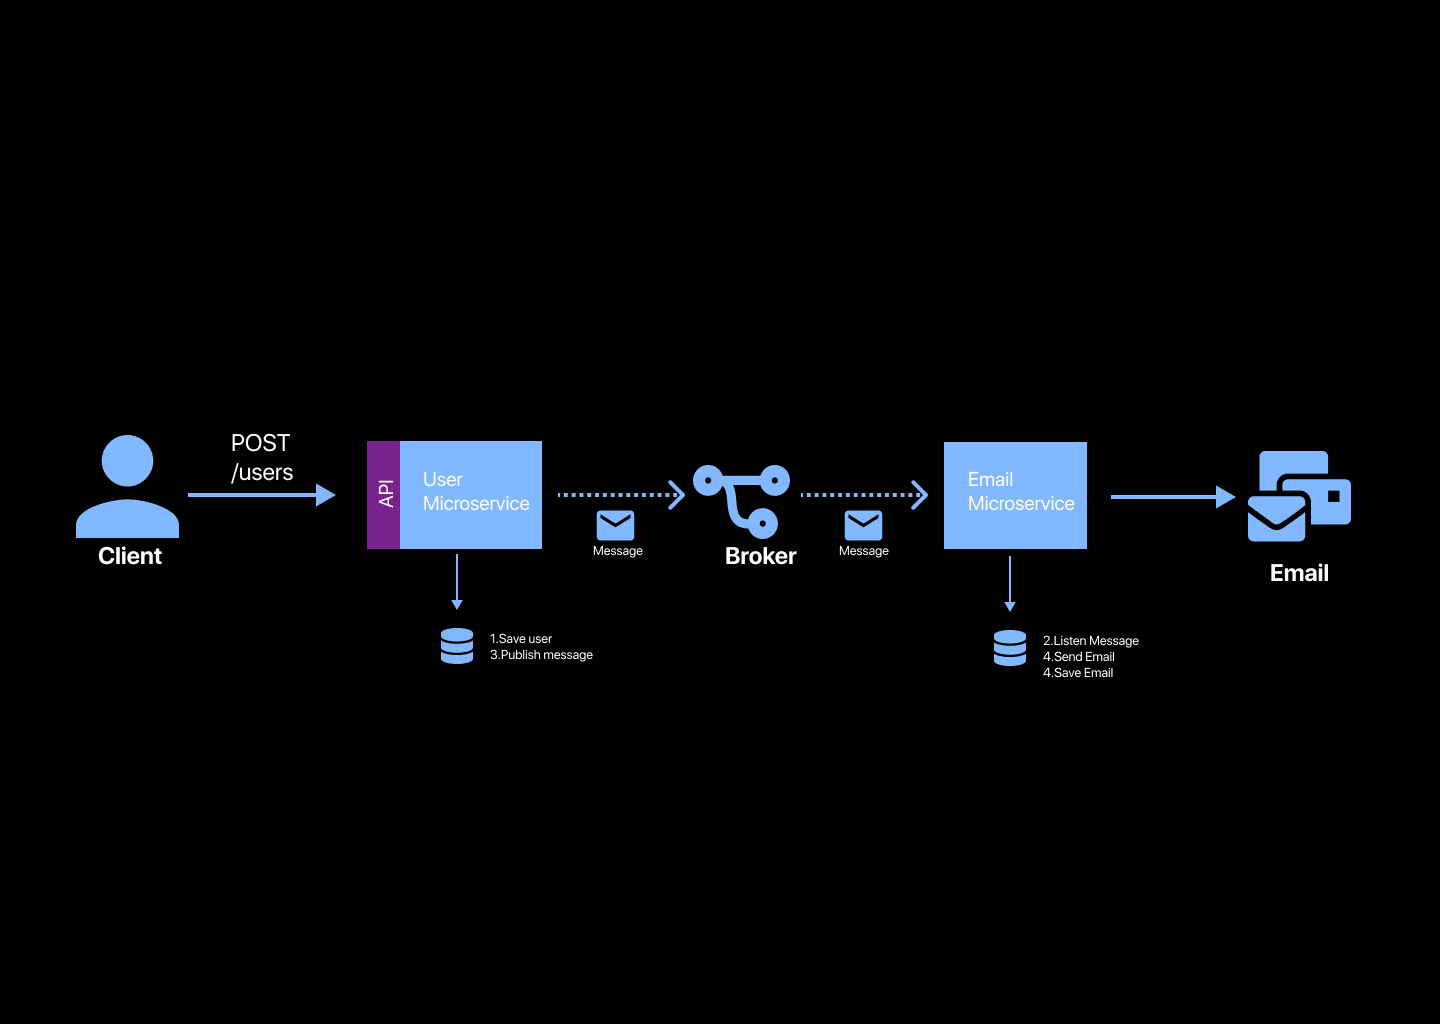 POST
/users
Client
API
User
Microservice
Message
Broker
Message
Email
Microservice
Email
1.Save user
3.Publish message
2.Listen Message
4.Send Email
4.Save Email